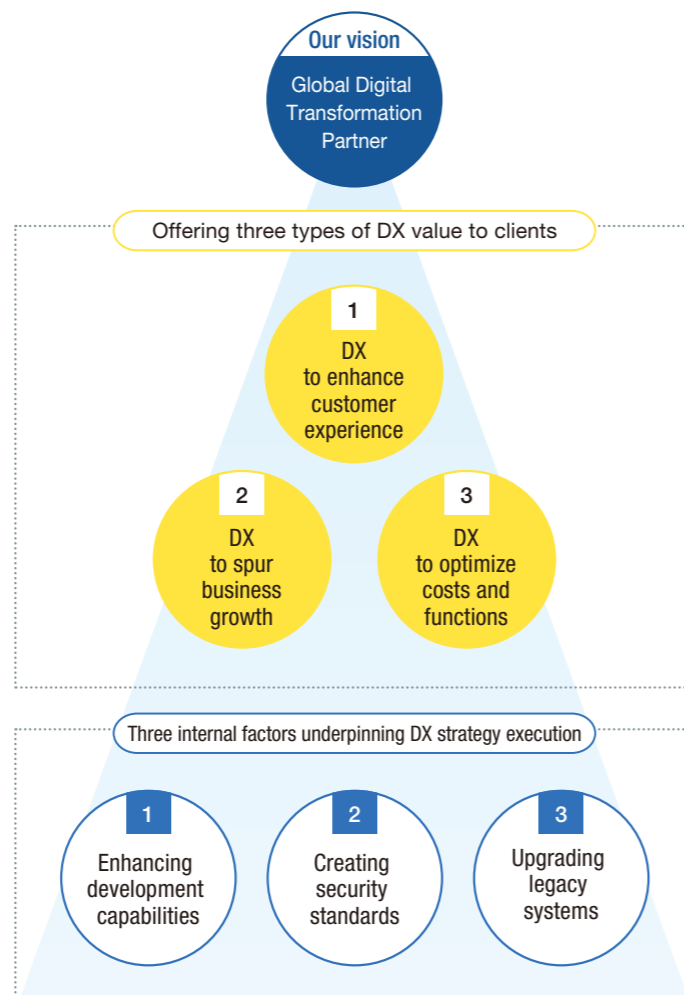 Our vision
Global Digital
Transformation
Partner
Offering three types of DX value to clients
1
DX
to enhance
customer
experience
2
DX
to spur
business
growth
3
DX
to optimize
costs and
functions
Three internal factors underpinning DX strategy execution
1
Enhancing
development
capabilities
2
Creating
security
standards
3
Upgrading
legacy
systems